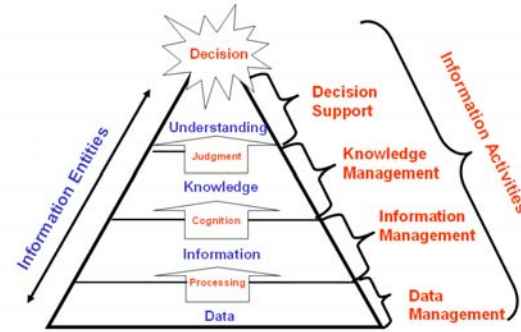 Decision
Decision
Support
Understanding
Judgment
Knowledge
Management
Knowledge
Cognition
Information
Management
Information
Processing
Data
Management
Data
Information Entities
Information Activities